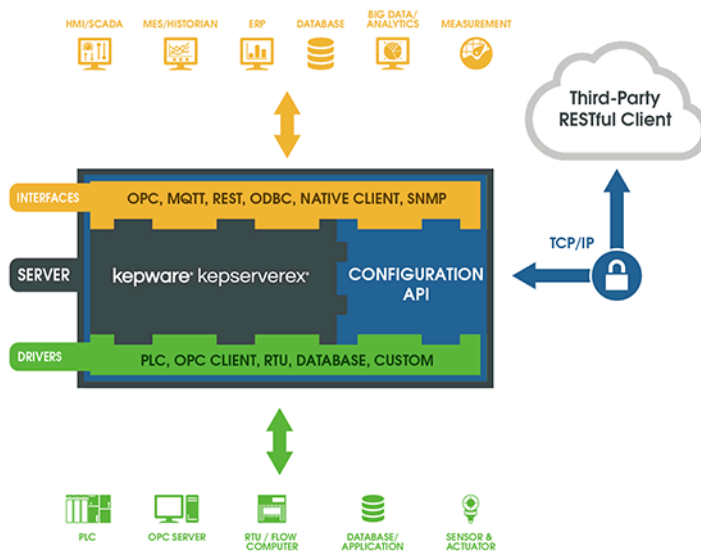 HMI/SCADA
MES/HISTORIAN
ERP
DATABASE
BIG DATA/
ANALYTICS
MEASUREMENT
Third-Party
RESTful Client
INTERFACES
OPC, MQTT, REST, ODBC, NATIVE CLIENT, SNMP
TCP/IP
SERVER
kepware® kepserverex®
CONFIGURATION
API
DRIVERS
PLC, OPC CLIENT, RTU, DATABASE, CUSTOM
PLC
OPC SERVER
RTU / FLOW
COMPUTER
DATABASE/
APPLICATION
SENSOR &
ACTUATOR